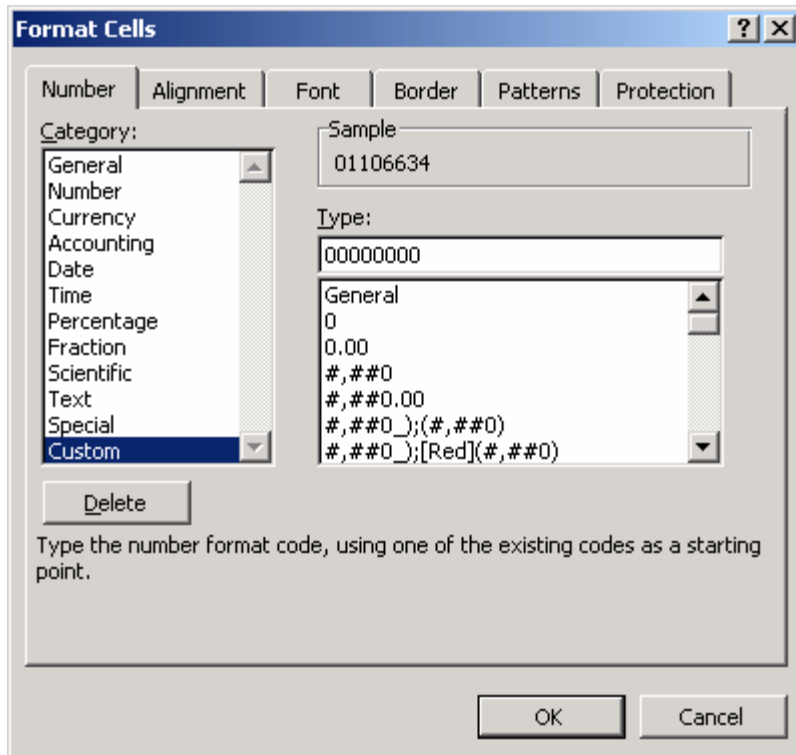 Format Cells
Number Alignment Font Border Patterns Protection
Category:
General
Number
Currency
Accounting
Date
Time
Percentage
Fraction
Scientific
Text
Special
Custom
Sample
01106634
Type:
00000000
General
0
0.00
#,##0
#,##0.00
#,##0_);(#,##0)
#,##0_);[Red](#,##0)
Delete
Type the number format code, using one of the existing codes as a starting
point.
OK Cancel